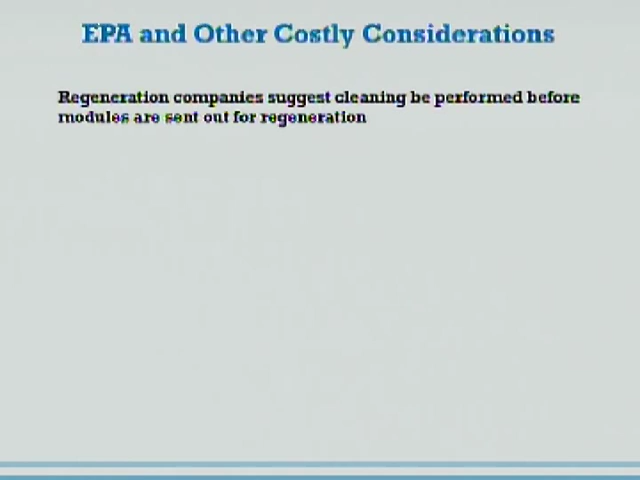 EPA and Other Costly Considerations
Regeneration companies suggest cleaning be performed before
modules are sent out for regeneration